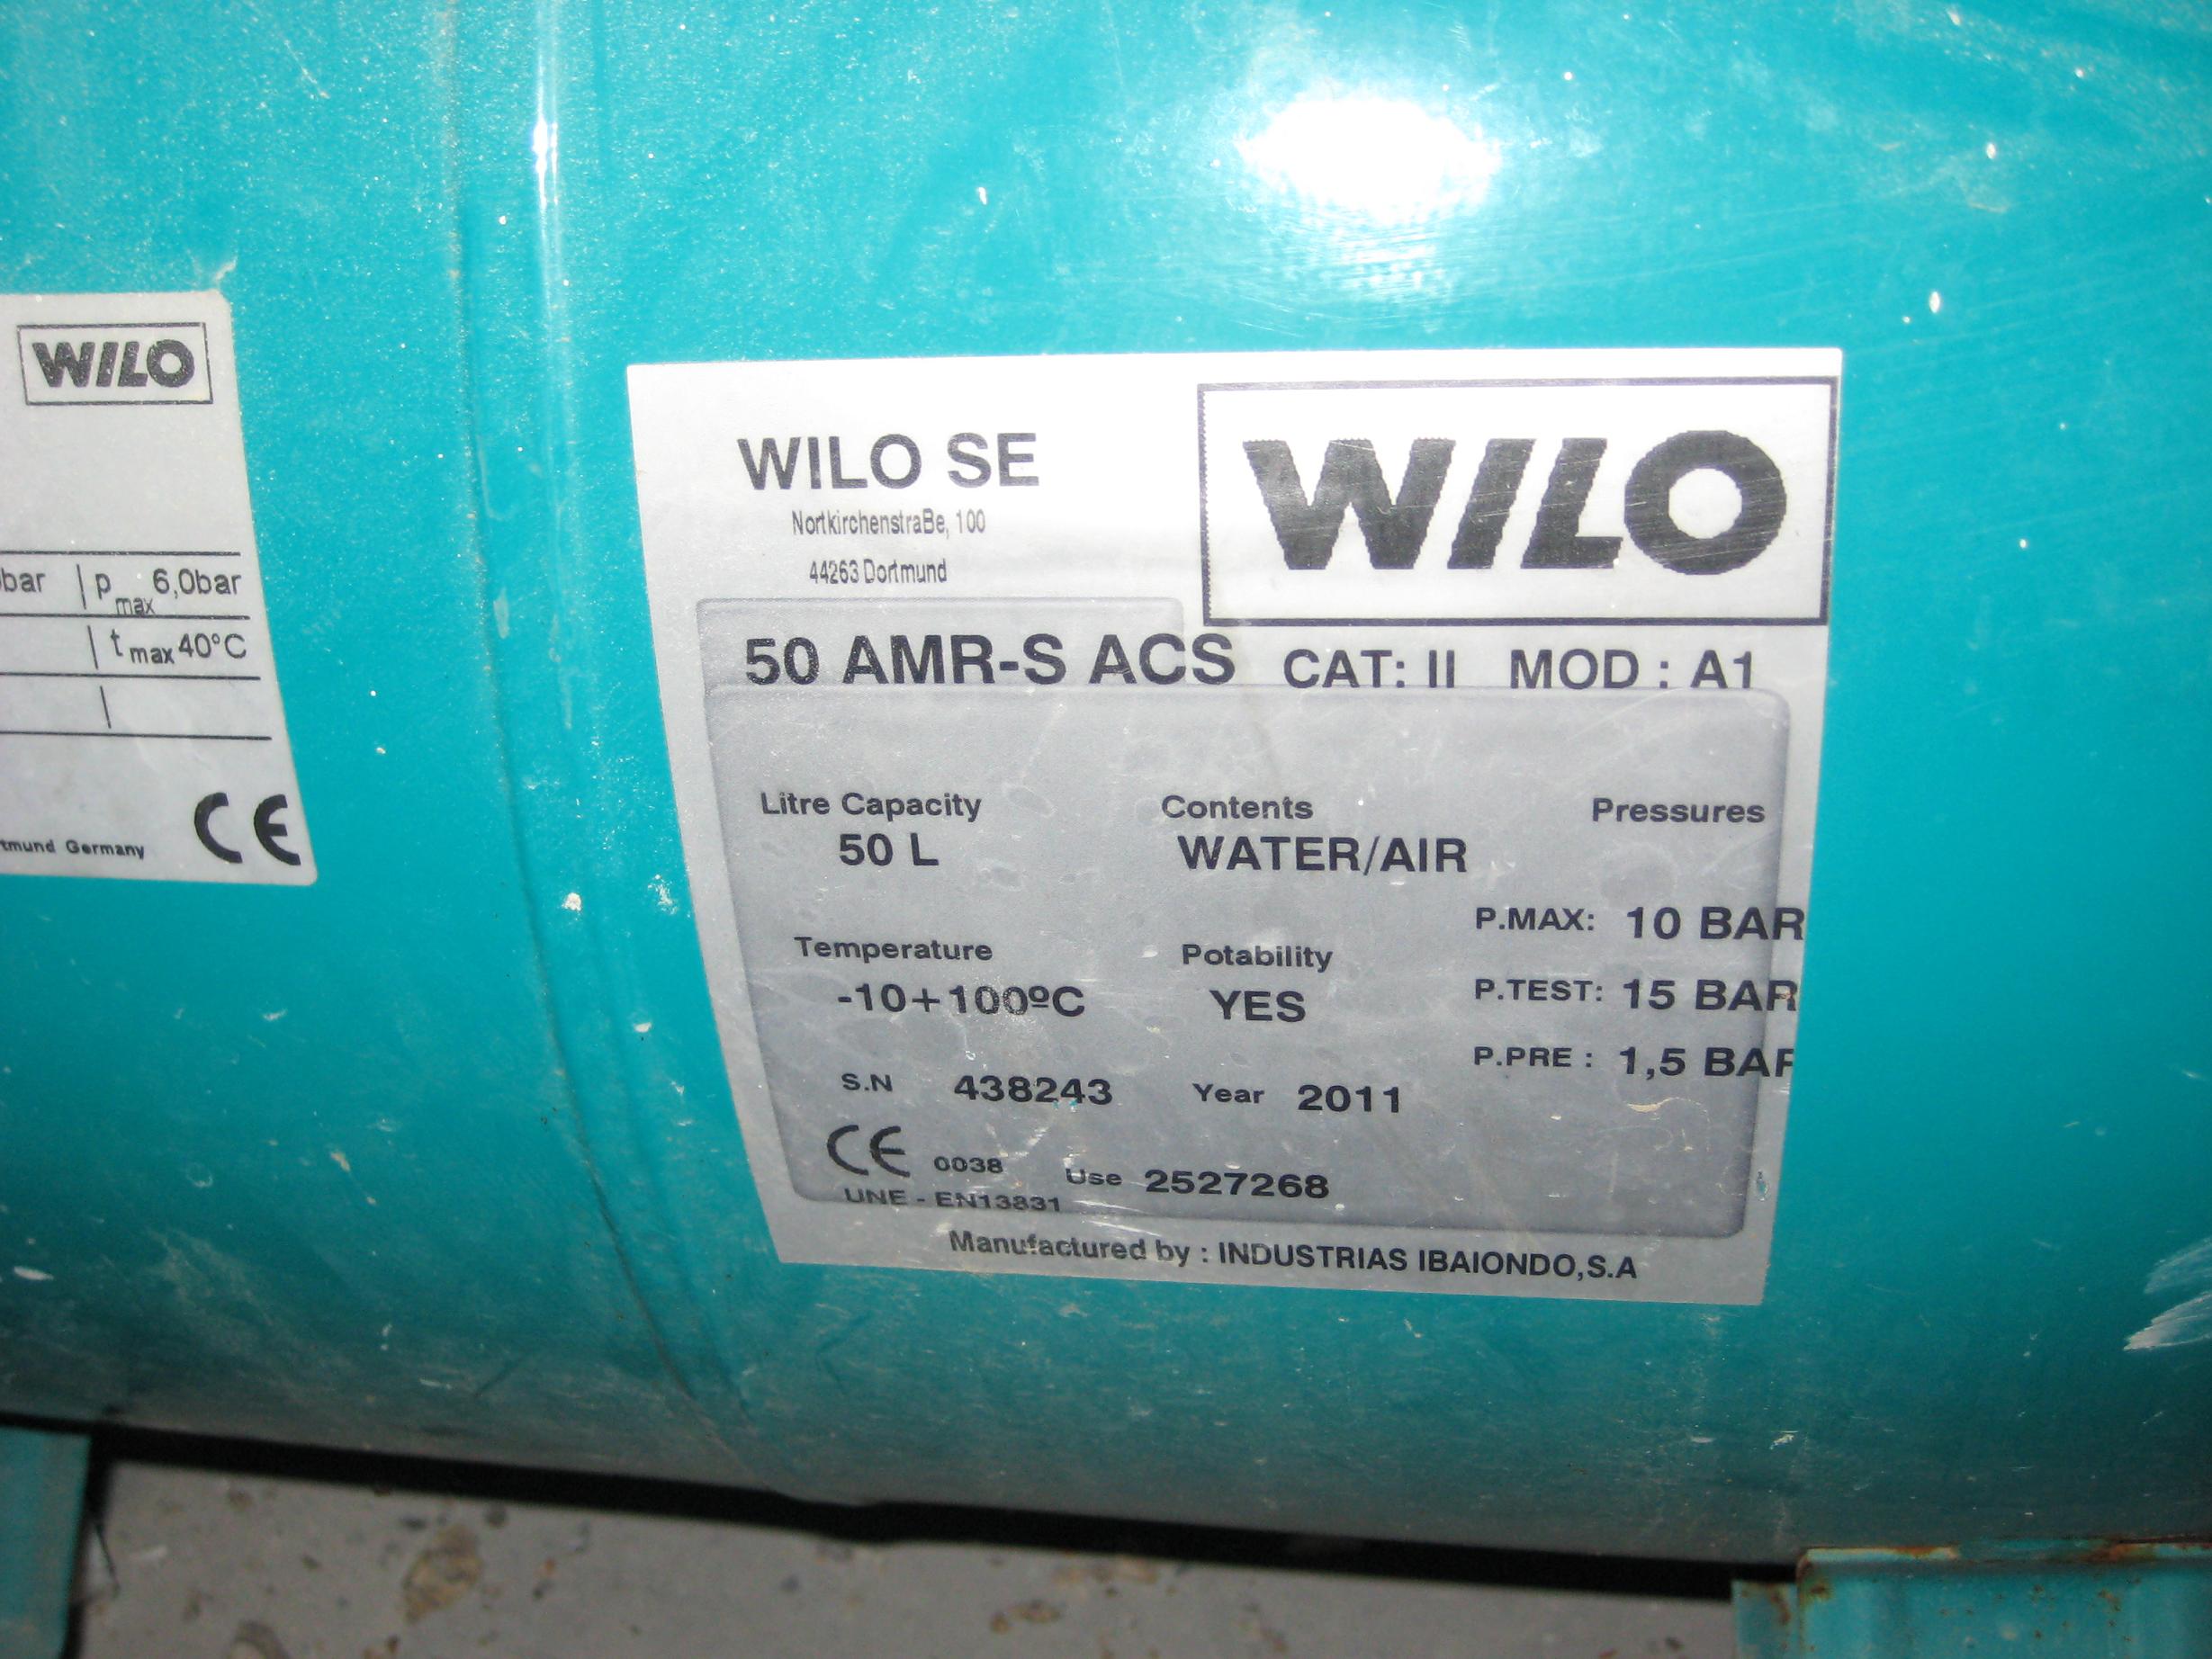 WILO
bar | p max 6,0bar
| t max 40°C
|
tmund Germany CE
WILO SE
WILO
NortkirchenstraBe, 100
44263 Dortmund
50 AMR-S ACS CAT: II MOD : A1
Litre Capacity Contents Pressures
50 L WATER/AIR
P.MAX: 10 BAR
Temperature Potability
-10+100ºC YES
P.TEST: 15 BAR
P.PRE : 1,5 BAR
S.N 438243 Year 2011
CE 0038 Use 2527268
UNE - EN13831
Manufactured by : INDUSTRIAS IBAIONDO,S.A